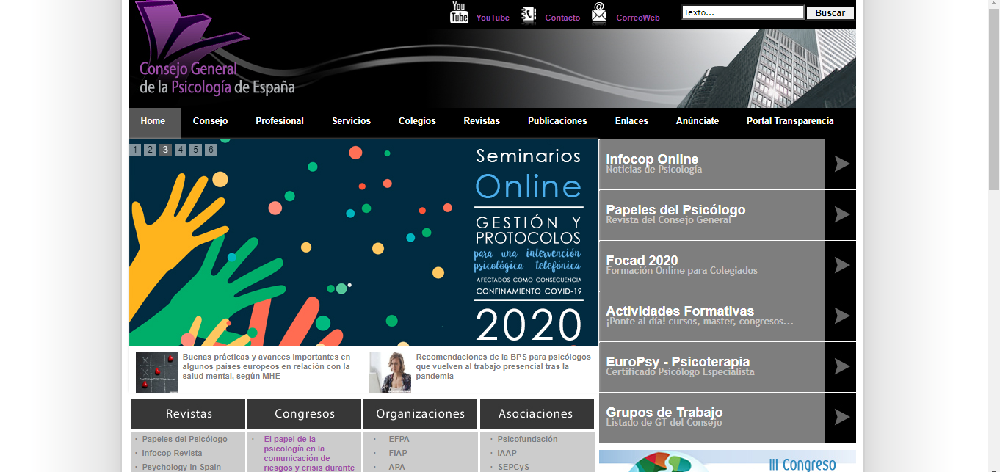 You
Tube
YouTube
Contacto
@
CorreoWeb
Texto...
Buscar
Consejo General
de la Psicología de España
Home
Consejo
Profesional
Servicios
Colegios
Revistas
Publicaciones
Enlaces
Anúnciate
Portal Transparencia
1 2 3 4 5 6
Seminarios
Online
GESTIÓN Y
PROTOCOLOS
para una intervención
psicológica telefónica
AFECTADOS COMO CONSECUENCIA
CONFINAMIENTO COVID-19
2020
Infocop Online
Noticias de Psicología
Papeles del Psicólogo
Revista del Consejo General
Focad 2020
Formación Online para Colegiados
Actividades Formativas
¡Ponte al día! cursos, master, congresos...
EuroPsy - Psicoterapia
Certificado Psicólogo Especialista
Grupos de Trabajo
Listado de GT del Consejo
Buenas prácticas y avances importantes en
algunos países europeos en relación con la
salud mental, según MHE
Recomendaciones de la BPS para psicólogos
que vuelven al trabajo presencial tras la
pandemia
Revistas
· Papeles del Psicólogo
· Infocop Revista
· Psychology in Spain
Congresos
· El papel de la
psicología en la
comunicación de
riesgos y crisis durante
Organizaciones
· EFPA
· FIAP
· APA
Asociaciones
· Psicofundación
· IAAP
· SEPCyS
III Congreso